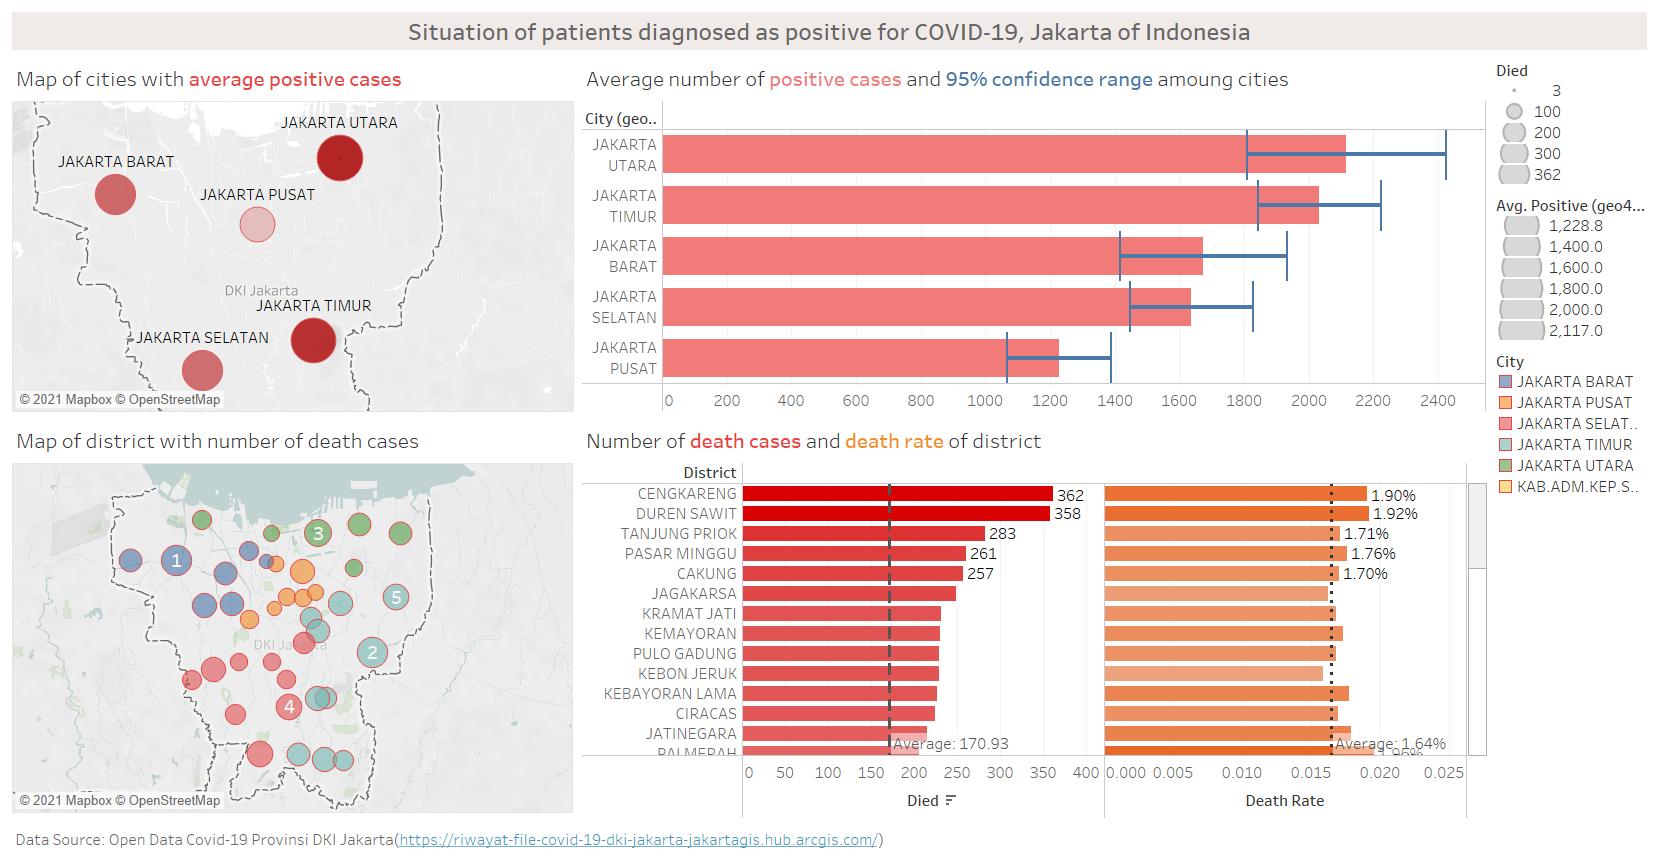 Situation of patients diagnosed as positive for COVID-19, Jakarta of Indonesia
Map of cities with average positive cases
JAKARTA UTARA
JAKARTA BARAT
JAKARTA PUSAT
DKI Jakarta
JAKARTA TIMUR
JAKARTA SELATAN
© 2021 Mapbox © OpenStreetMap
Average number of positive cases and 95% confidence range among cities
City (geo..
JAKARTA
UTARA
JAKARTA
TIMUR
JAKARTA
BARAT
JAKARTA
SELATAN
JAKARTA
PUSAT
0 200 400 600 800 1000 1200 1400 1600 1800 2000 2200 2400
Died
3
100
200
300
362
Avg. Positive (geo4...
1,228.8
1,400.0
1,600.0
1,800.0
2,000.0
2,117.0
City
JAKARTA BARAT
JAKARTA PUSAT
JAKARTA SELAT..
JAKARTA TIMUR
JAKARTA UTARA
KAB.ADM.KEP.S..
Map of district with number of death cases
3
1
5
DKI Jakarta
2
4
© 2021 Mapbox © OpenStreetMap
Number of death cases and death rate of district
District
CENGKARENG 362 1.90%
DUREN SAWIT 358 1.92%
TANJUNG PRIOK 283 1.71%
PASAR MINGGU 261 1.76%
CAKUNG 257 1.70%
JAGAKARSA
KRAMAT JATI
KEMAYORAN
PULO GADUNG
KEBON JERUK
KEBAYORAN LAMA
CIRACAS
JATINEGARA
Average: 170.93 Average: 1.64%
PALMERAH 1.96%
0 50 100 150 200 250 300 350 400 0.000 0.005 0.010 0.015 0.020 0.025
Died Death Rate
Data Source: Open Data Covid-19 Provinsi DKI Jakarta(https://riwayat-file-covid-19-dki-jakarta-jakartagis.hub.arcgis.com/)